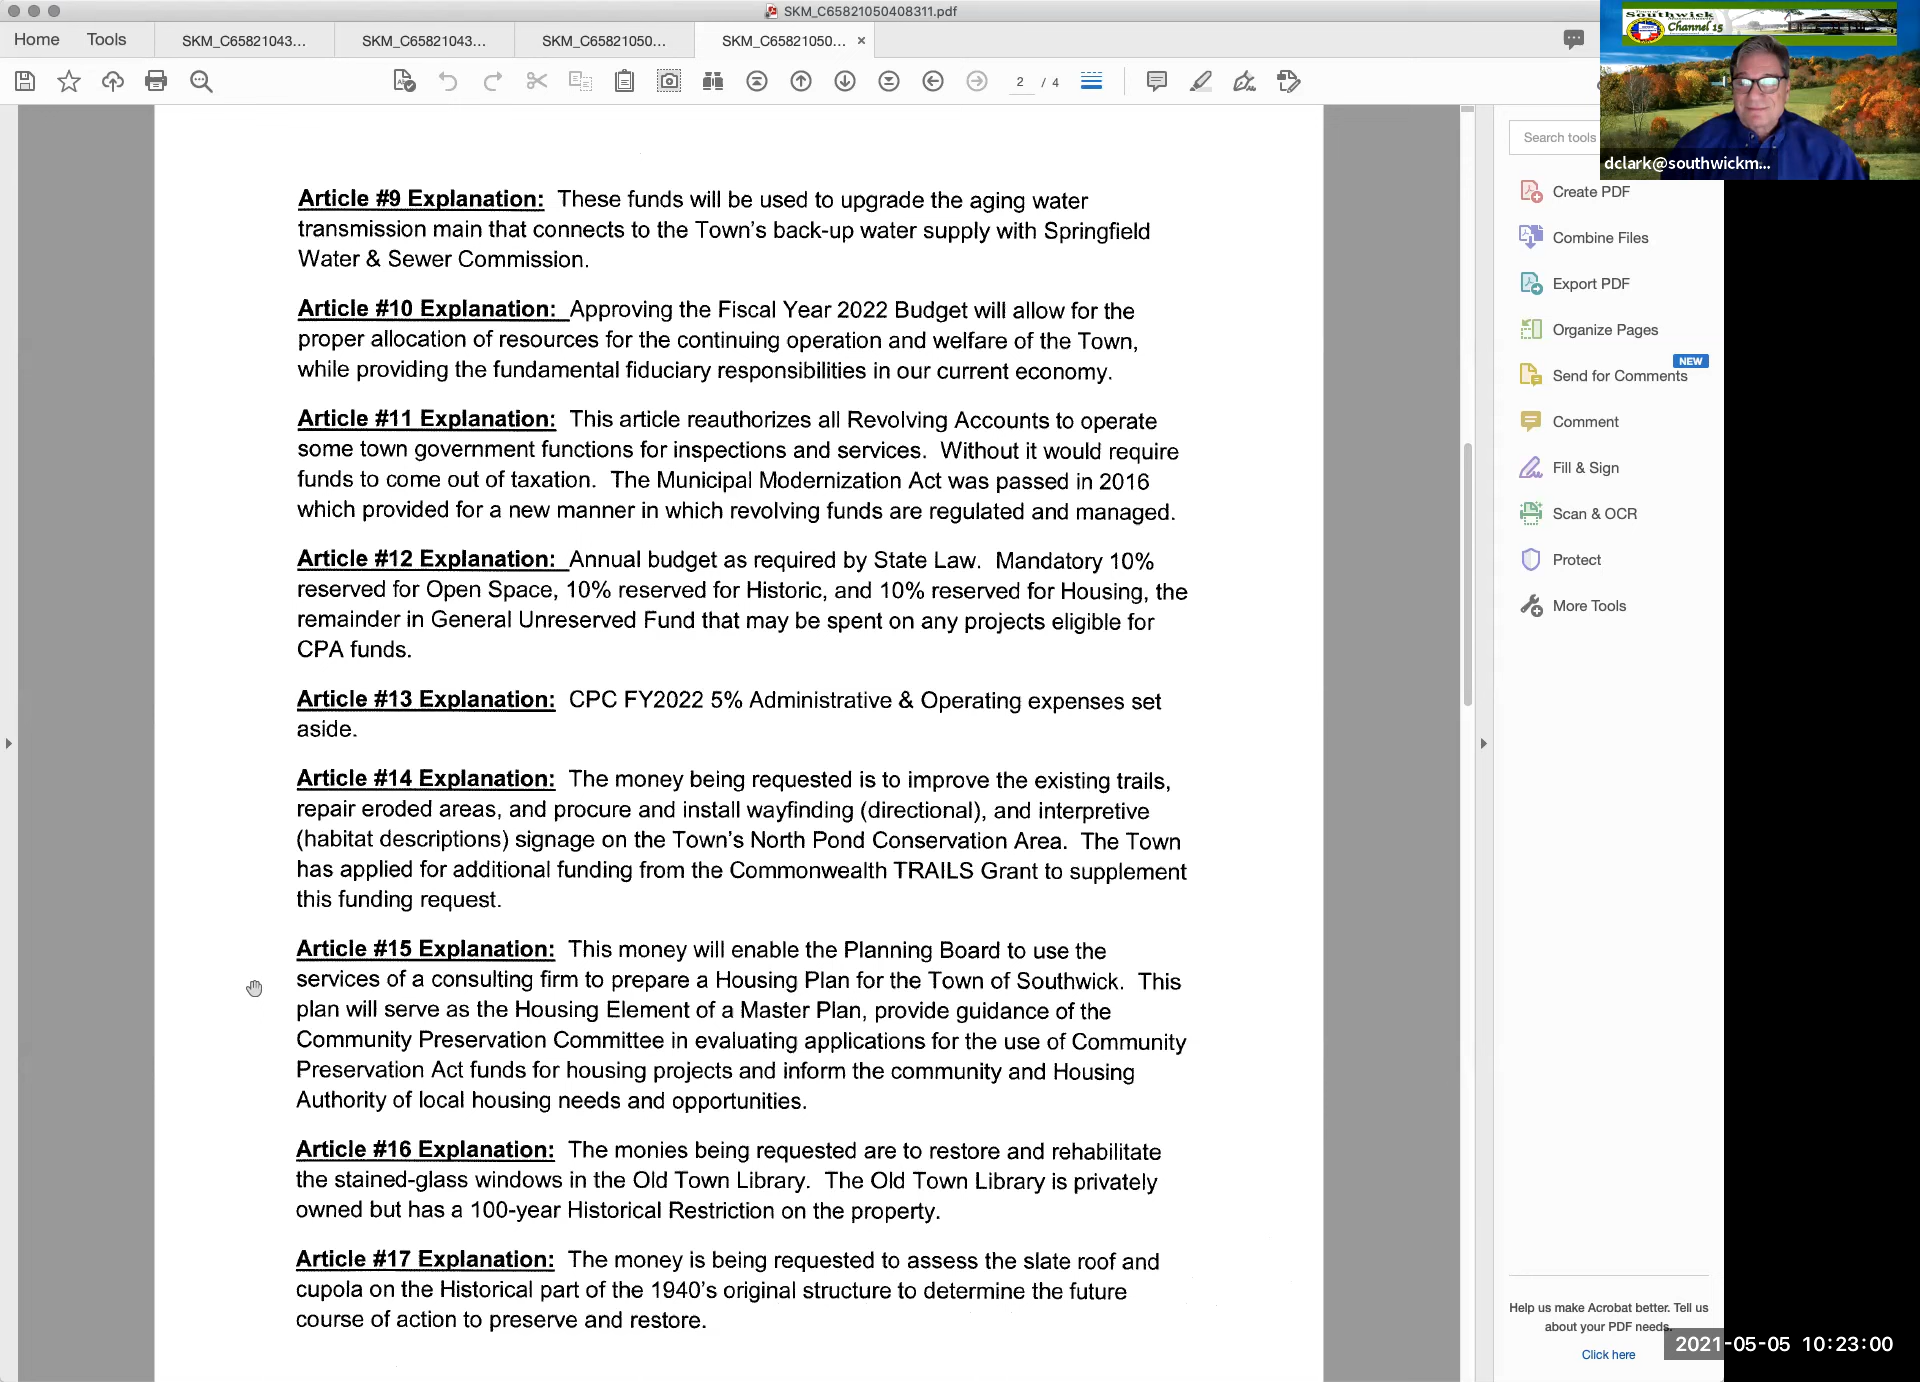 SKM_C65821050408311.pdf
Home
Tools
SKM_C65821043...
SKM_C65821043...
SKM_C65821050...
SKM_C65821050... ×
2 / 4
Southwick
Channel 15
dclark@southwickm...
Article #9 Explanation: These funds will be used to upgrade the aging water
transmission main that connects to the Town's back-up water supply with Springfield
Water & Sewer Commission.
Article #10 Explanation: Approving the Fiscal Year 2022 Budget will allow for the
proper allocation of resources for the continuing operation and welfare of the Town,
while providing the fundamental fiduciary responsibilities in our current economy.
Article #11 Explanation: This article reauthorizes all Revolving Accounts to operate
some town government functions for inspections and services. Without it would require
funds to come out of taxation. The Municipal Modernization Act was passed in 2016
which provided for a new manner in which revolving funds are regulated and managed.
Article #12 Explanation: Annual budget as required by State Law. Mandatory 10%
reserved for Open Space, 10% reserved for Historic, and 10% reserved for Housing, the
remainder in General Unreserved Fund that may be spent on any projects eligible for
CPA funds.
Article #13 Explanation: CPC FY2022 5% Administrative & Operating expenses set
aside.
Article #14 Explanation: The money being requested is to improve the existing trails,
repair eroded areas, and procure and install wayfinding (directional), and interpretive
(habitat descriptions) signage on the Town's North Pond Conservation Area. The Town
has applied for additional funding from the Commonwealth TRAILS Grant to supplement
this funding request.
Article #15 Explanation: This money will enable the Planning Board to use the
services of a consulting firm to prepare a Housing Plan for the Town of Southwick. This
plan will serve as the Housing Element of a Master Plan, provide guidance of the
Community Preservation Committee in evaluating applications for the use of Community
Preservation Act funds for housing projects and inform the community and Housing
Authority of local housing needs and opportunities.
Article #16 Explanation: The monies being requested are to restore and rehabilitate
the stained-glass windows in the Old Town Library. The Old Town Library is privately
owned but has a 100-year Historical Restriction on the property.
Article #17 Explanation: The money is being requested to assess the slate roof and
cupola on the Historical part of the 1940's original structure to determine the future
course of action to preserve and restore.
Search tools
Create PDF
Combine Files
Export PDF
Organize Pages
NEW
Send for Comments
Comment
Fill & Sign
Scan & OCR
Protect
More Tools
Help us make Acrobat better. Tell us
about your PDF needs.
Click here
2021-05-05 10:23:00